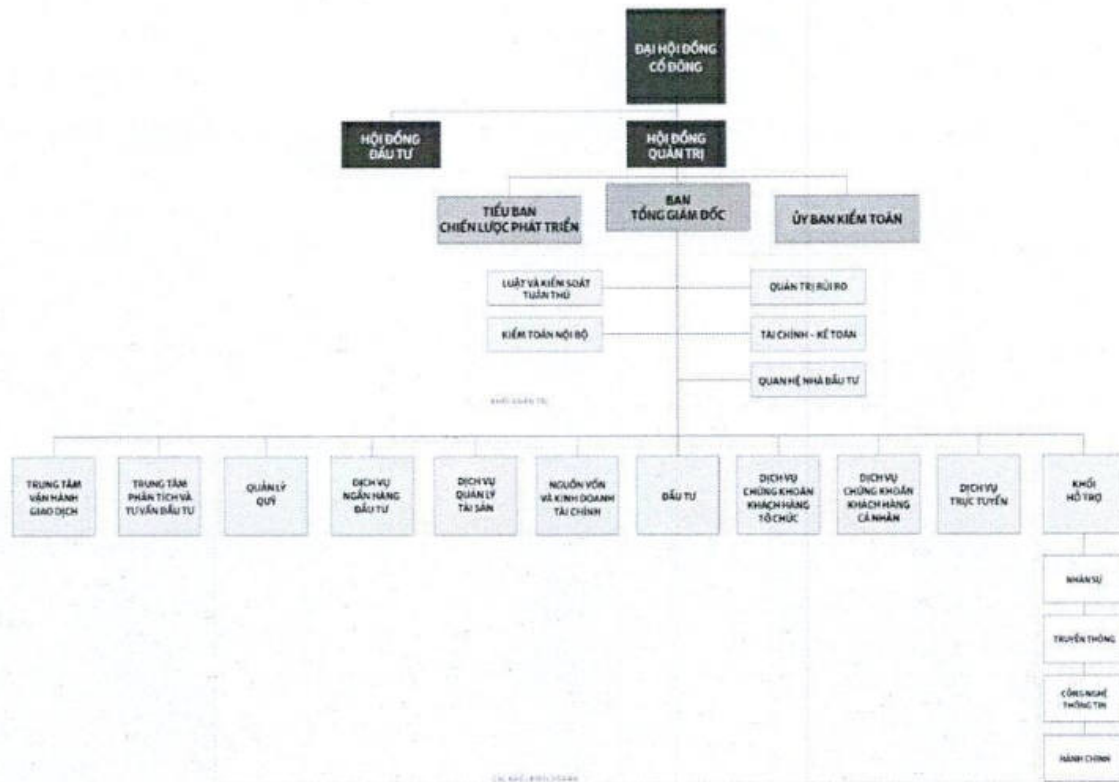 ĐẠI HỘI ĐỒNG
CỔ ĐÔNG
HỘI ĐỒNG
ĐẦU TƯ
HỘI ĐỒNG
QUẢN TRỊ
TIỂU BAN
CHIẾN LƯỢC PHÁT TRIỂN
BAN
TỔNG GIÁM ĐỐC
ỦY BAN KIỂM TOÁN
LUẬT VÀ KIỂM SOÁT
TUÂN THỦ
QUẢN TRỊ RỦI RO
KIỂM TOÁN NỘI BỘ
TÀI CHÍNH - KẾ TOÁN
QUAN HỆ NHÀ ĐẦU TƯ
KHỐI QUẢN TRỊ
TRUNG TÂM
VẬN HÀNH
GIAO DỊCH
TRUNG TÂM
PHÂN TÍCH VÀ
TƯ VẤN ĐẦU TƯ
QUẢN LÝ
QUỸ
DỊCH VỤ
NGÂN HÀNG
ĐẦU TƯ
DỊCH VỤ
QUẢN LÝ
TÀI SẢN
NGUỒN VỐN
VÀ KINH DOANH
TÀI CHÍNH
ĐẦU TƯ
DỊCH VỤ
CHỨNG KHOÁN
KHÁCH HÀNG
TỔ CHỨC
DỊCH VỤ
CHỨNG KHOÁN
KHÁCH HÀNG
CÁ NHÂN
DỊCH VỤ
TRỰC TUYẾN
KHỐI
HỖ TRỢ
NHÂN SỰ
TRUYỀN THÔNG
CÔNG NGHỆ
THÔNG TIN
HÀNH CHÍNH